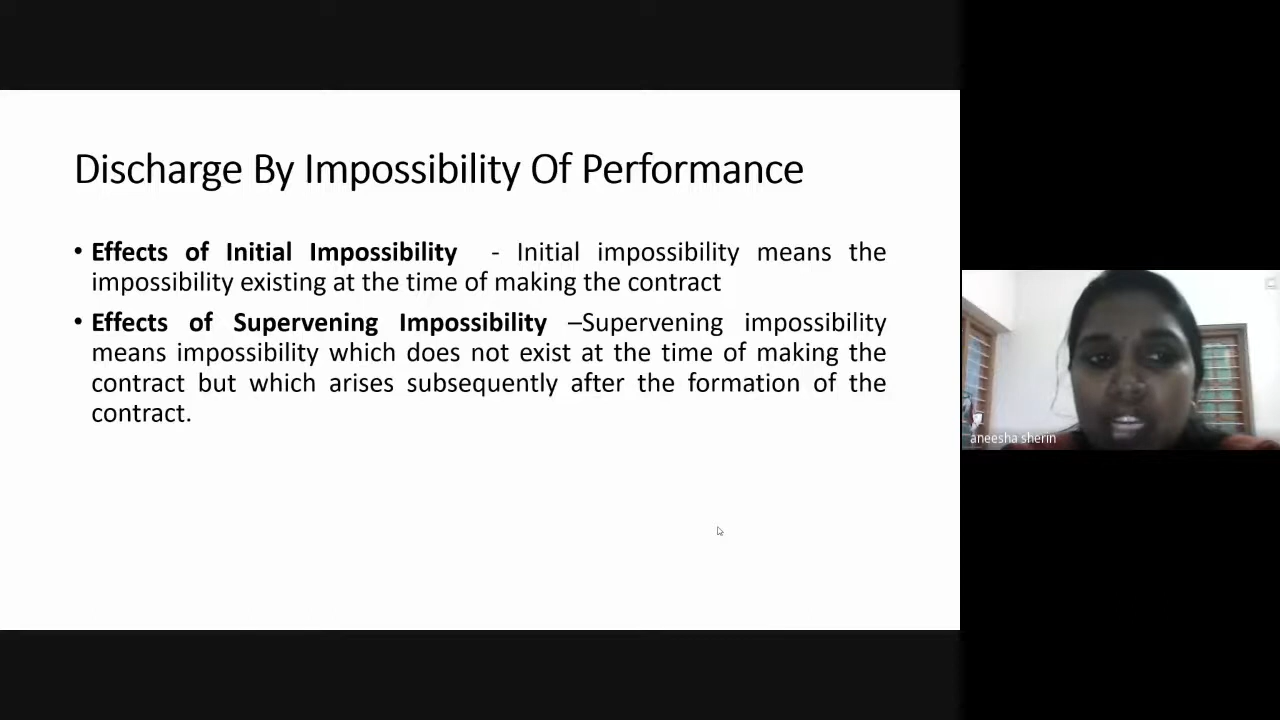 Discharge By Impossibility Of Performance
• Effects of Initial Impossibility - Initial impossibility means the
impossibility existing at the time of making the contract
• Effects of Supervening Impossibility –Supervening impossibility
means impossibility which does not exist at the time of making the
contract but which arises subsequently after the formation of the
contract.
aneesha sherin